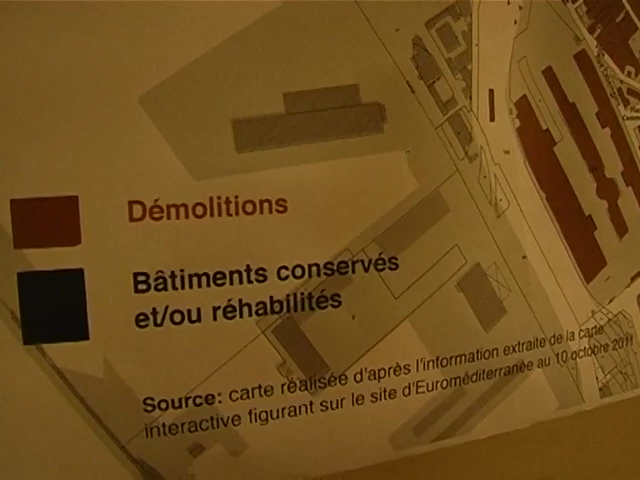 Démolitions
Bâtiments conservés
et/ou réhabilités
Source: carte réalisée d'après l'information extraite de la carte
interactive figurant sur le site d'Euroméditerranée au 10 octobre 2011